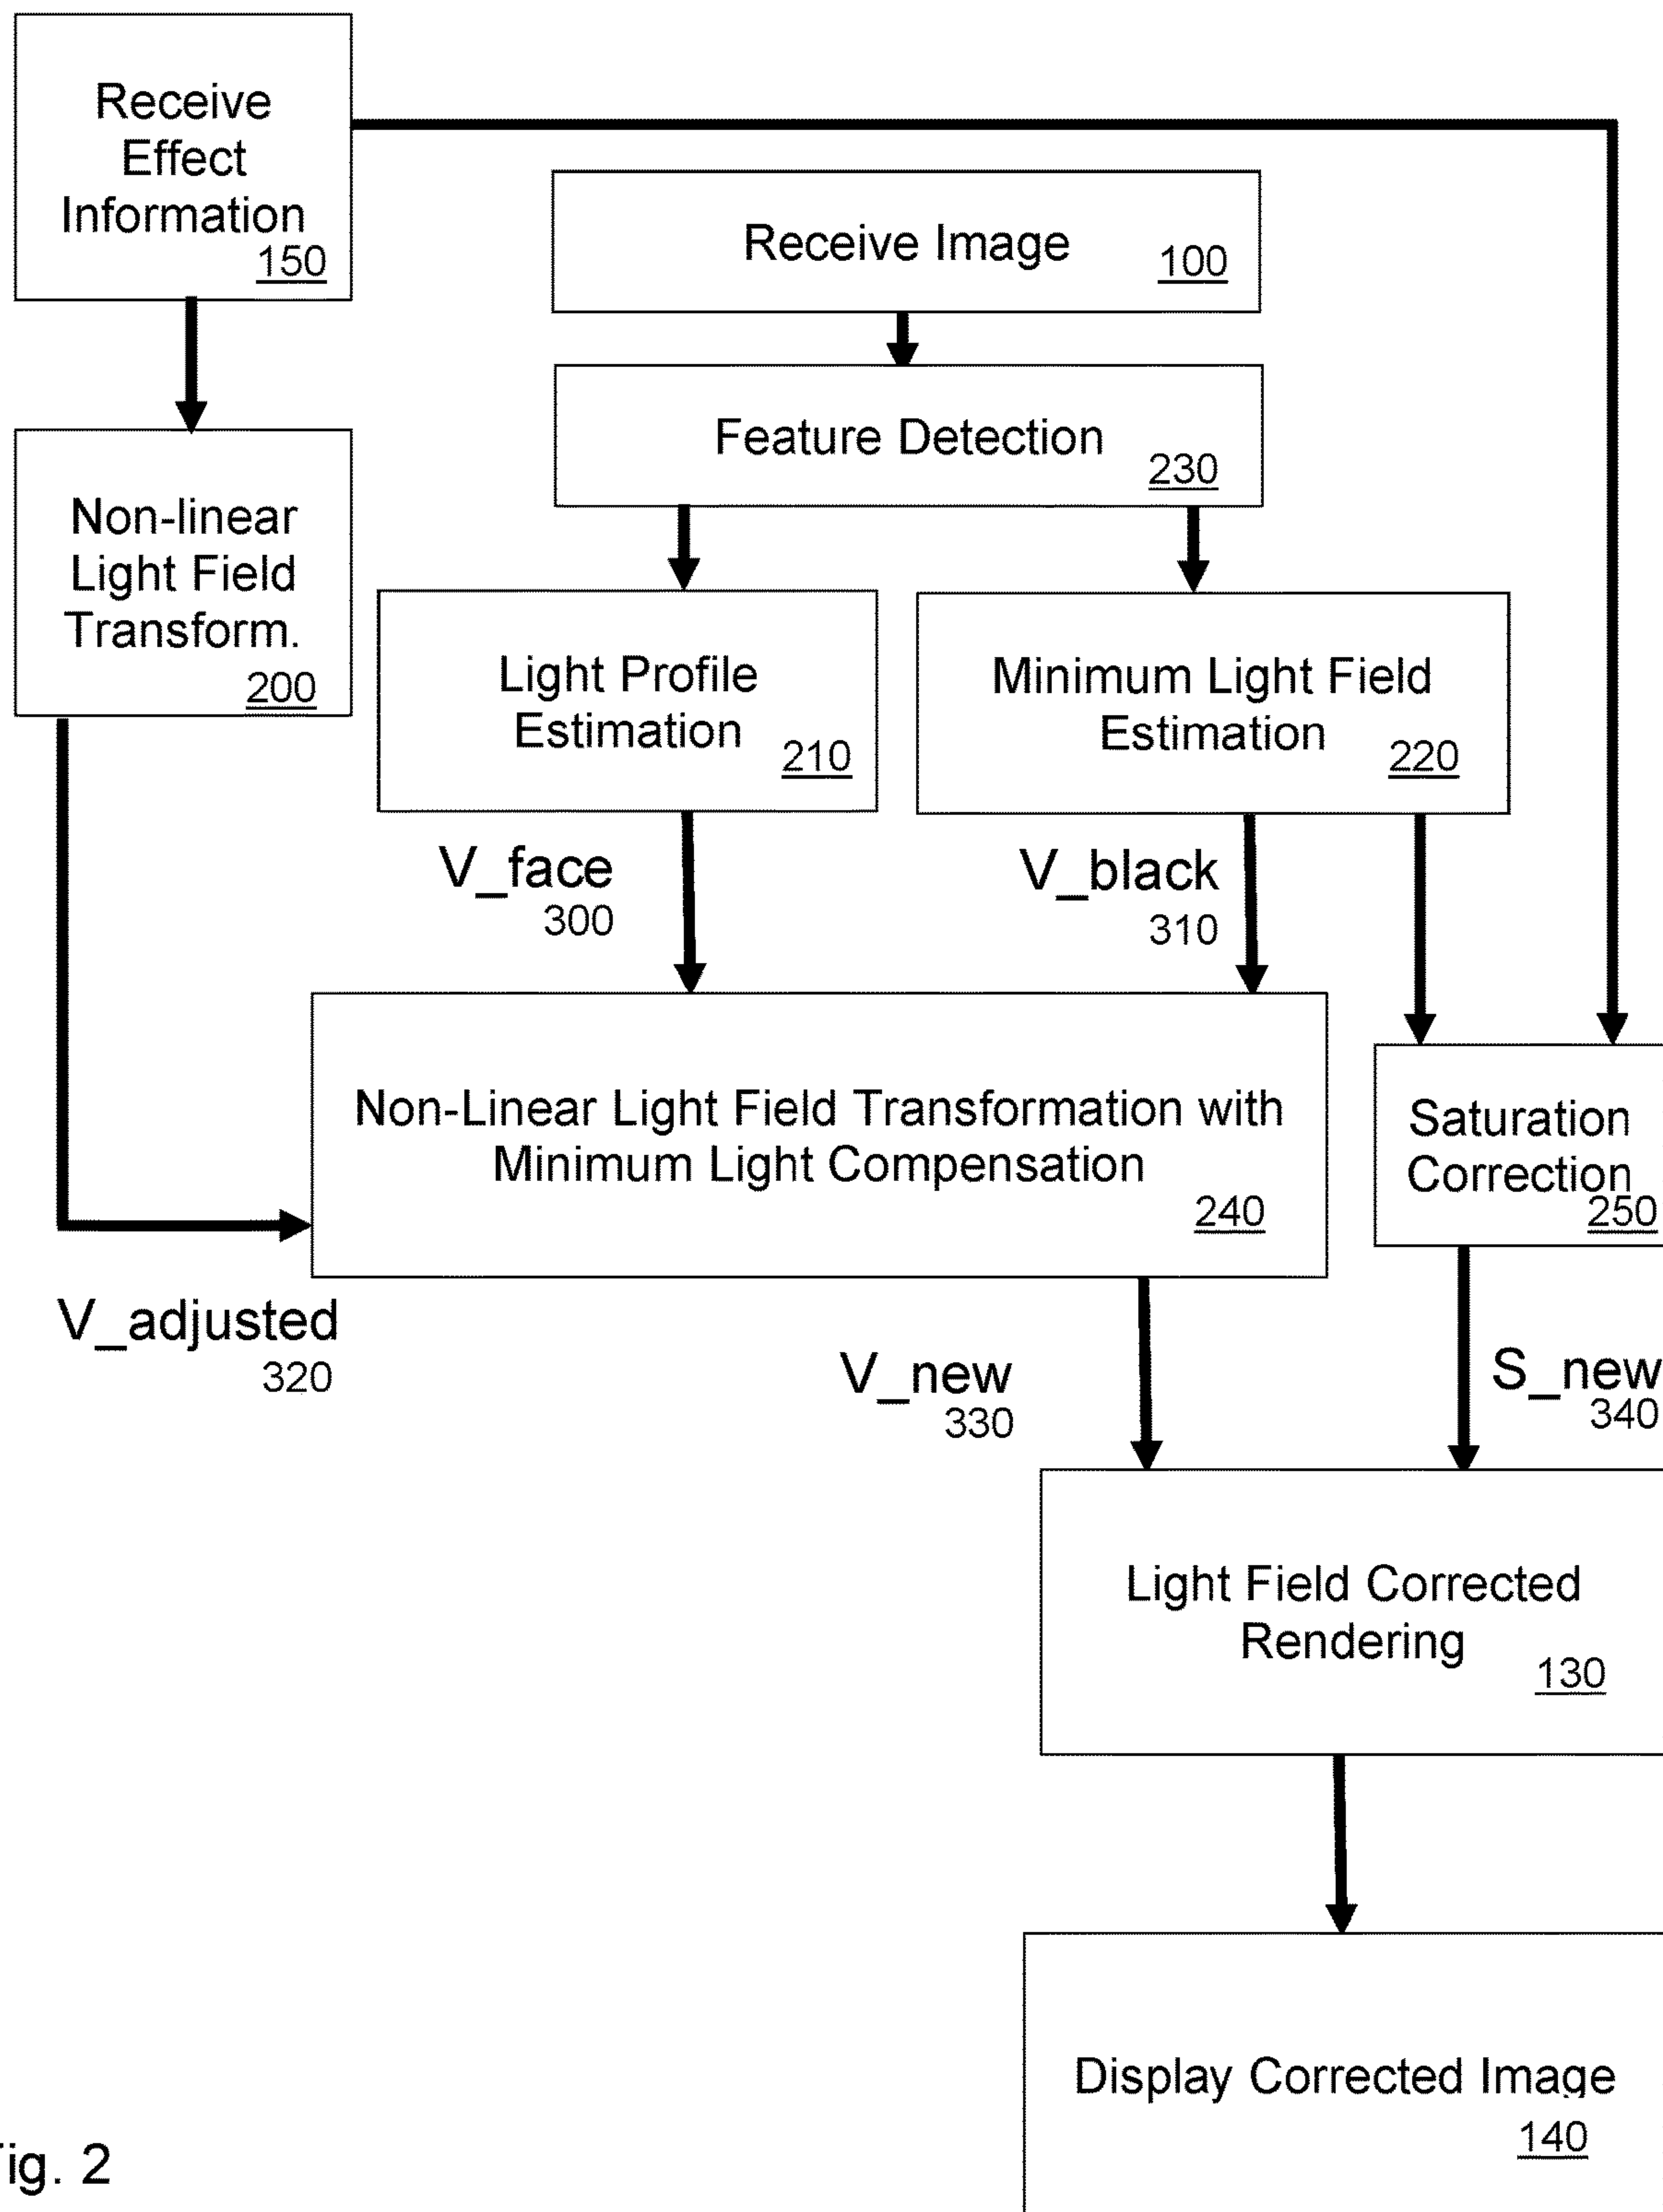 Receive
Effect
Information
150
Receive Image
100
Feature Detection
230
Non-linear
Light Field
Transform.
200
Light Profile
Estimation
210
Minimum Light Field
Estimation
220
V_face
300
V_black
310
Non-Linear Light Field Transformation with
Minimum Light Compensation
240
Saturation
Correction
250
V_adjusted
320
V_new
330
S_new
340
Light Field Corrected
Rendering
130
Display Corrected Image
140
ig. 2